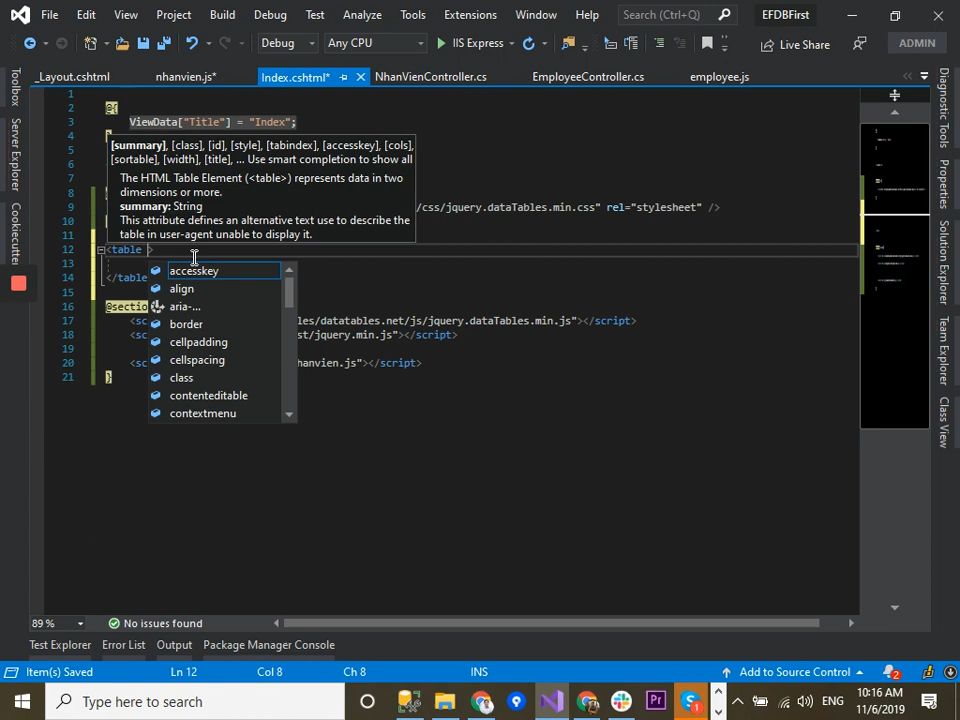 File Edit View Project Build Debug Test Analyze Tools Extensions Window Help Search (Ctrl+Q) EFDBFirst
Debug Any CPU IIS Express Live Share ADMIN
_Layout.cshtml nhanvien.js* Index.cshtml* NhanVienController.cs EmployeeController.cs employee.js
Toolbox
Server Explorer
Cookiecutter
1
2 @{
3 ViewData["Title"] = "Index";
4
5
6
7
8
9 /css/jquery.dataTables.min.css" rel="stylesheet" />
10
11
12 <table >
13
14 </table
15
16 @sectio
17 <sc les/datatables.net/js/jquery.dataTables.min.js"></script>
18 <sc st/jquery.min.js"></script>
19
20 <sc hanvien.js"></script>
21 }
[summary], [class], [id], [style], [tabindex], [accesskey], [cols],
[sortable], [width], [title], ... Use smart completion to show all
The HTML Table Element (<table>) represents data in two
dimensions or more.
summary: String
This attribute defines an alternative text use to describe the
table in user-agent unable to display it.
accesskey
align
aria-...
border
cellpadding
cellspacing
class
contenteditable
contextmenu
Diagnostic Tools
Properties
Solution Explorer
Team Explorer
Class View
89 % No issues found
Test Explorer Error List Output Package Manager Console
Item(s) Saved Ln 12 Col 8 Ch 8 INS Add to Source Control 2
Type here to search
ENG
10:16 AM
11/6/2019